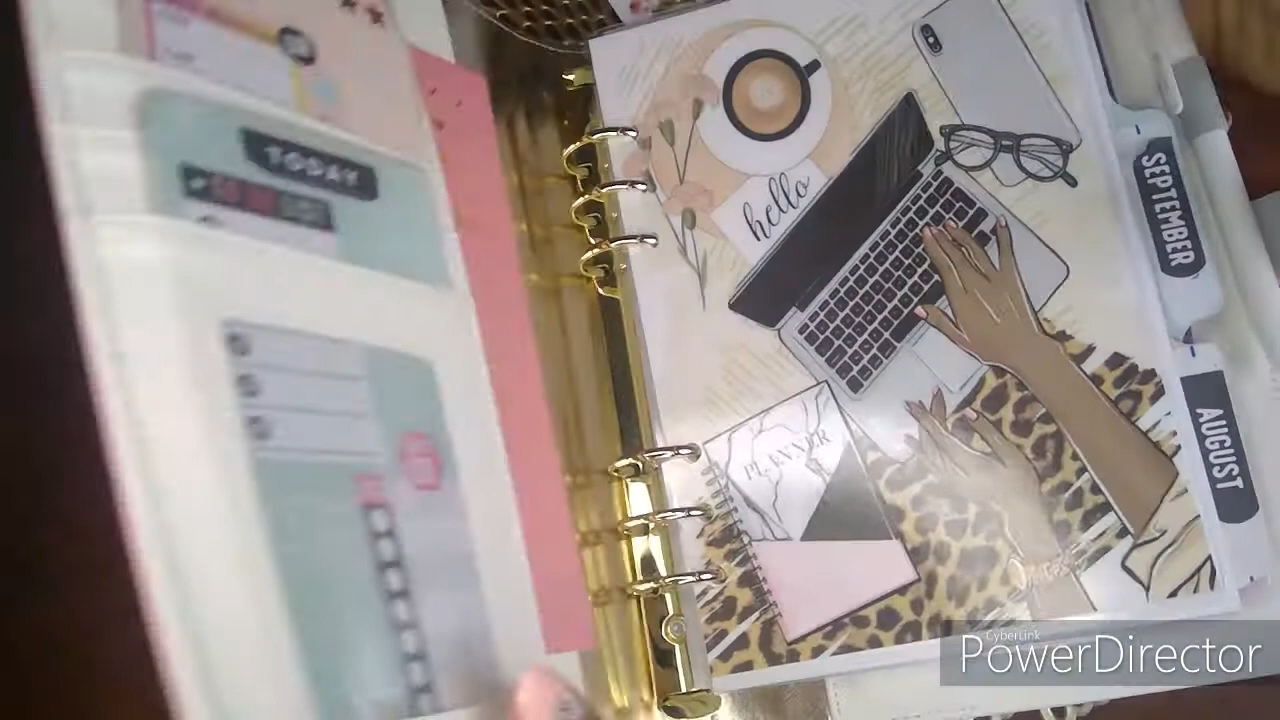 TODAY
hello
PLANNER
SEPTEMBER
AUGUST
CyberLink
PowerDirector